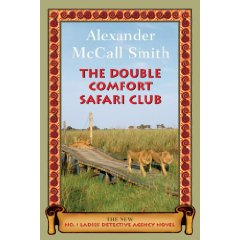 Alexander
McCall Smith
THE DOUBLE
COMFORT
SAFARI CLUB
THE NEW
NO. 1 LADIES' DETECTIVE AGENCY NOVEL